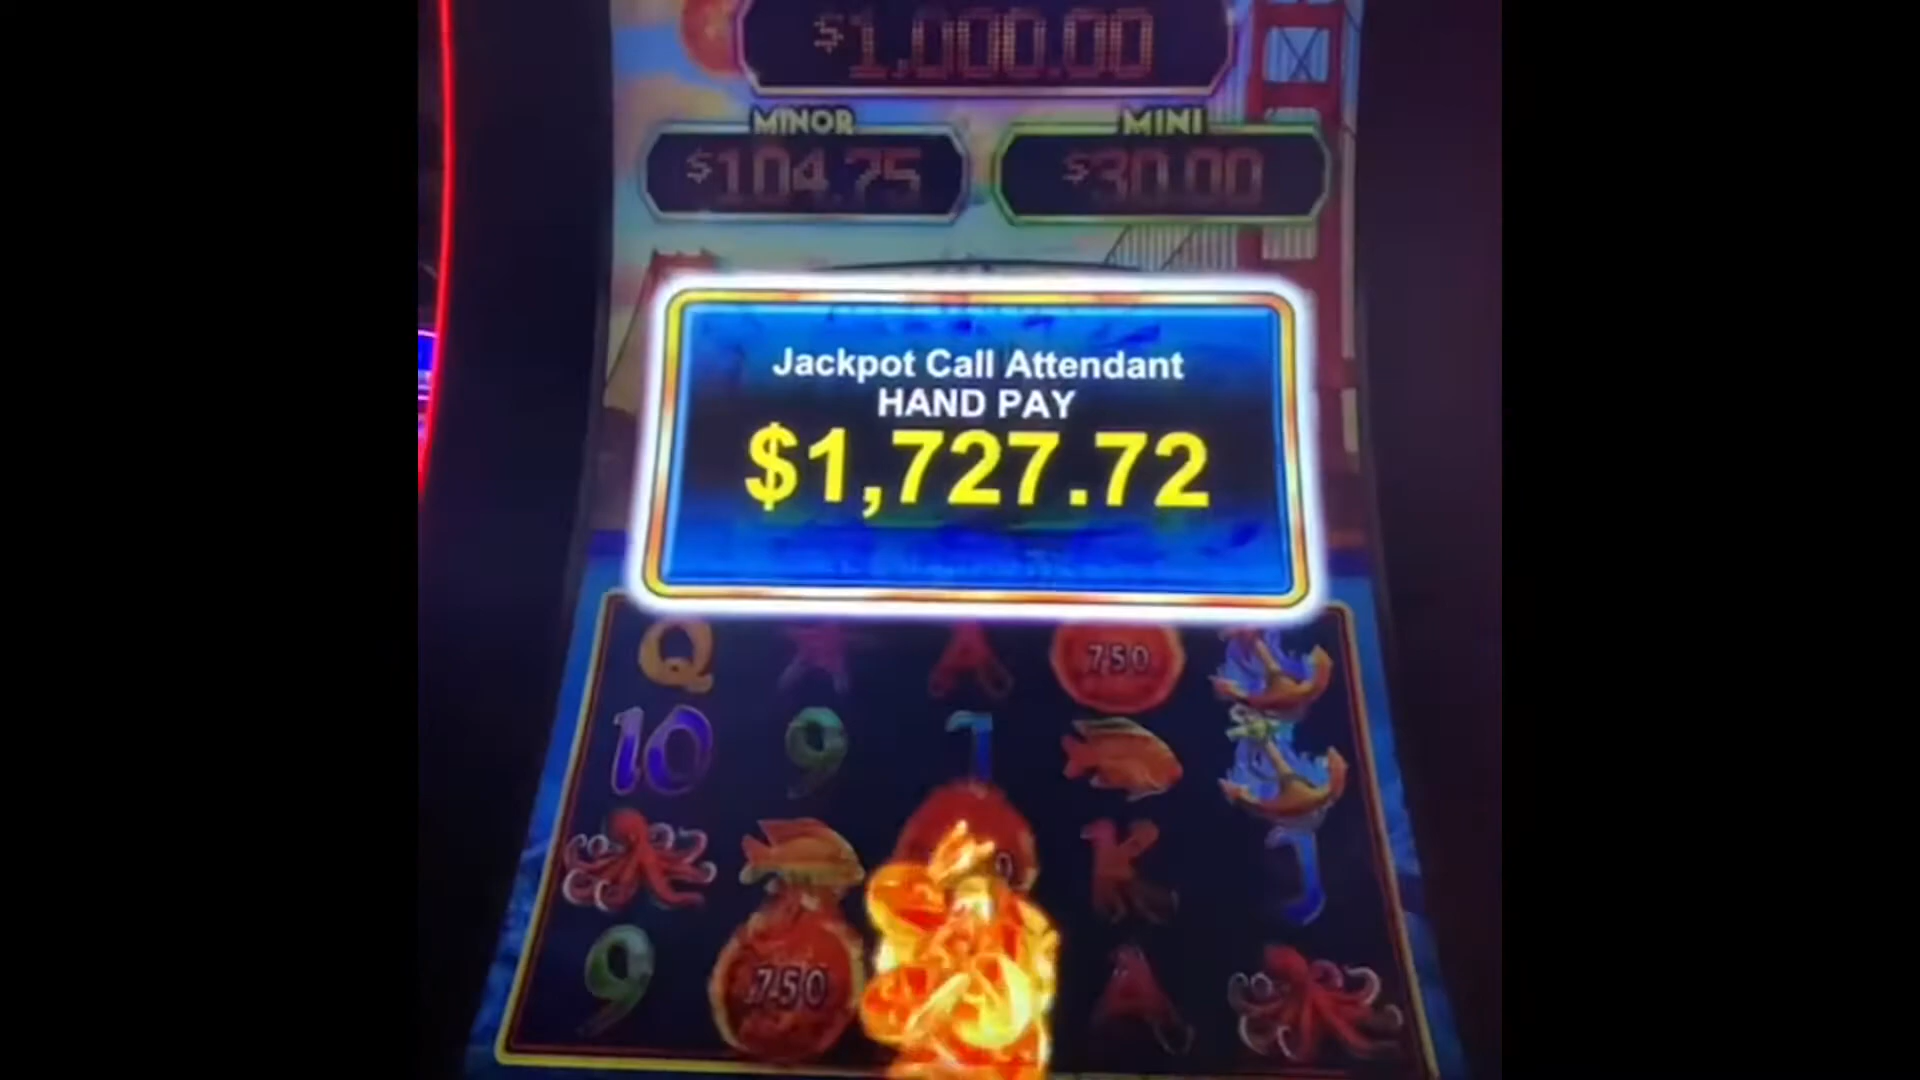 $1,000.00
MINOR MINI
$104.75 $30.00
Jackpot Call Attendant
HAND PAY
$1,727.72
Q A 750
10 9 J
K J
9 750 A